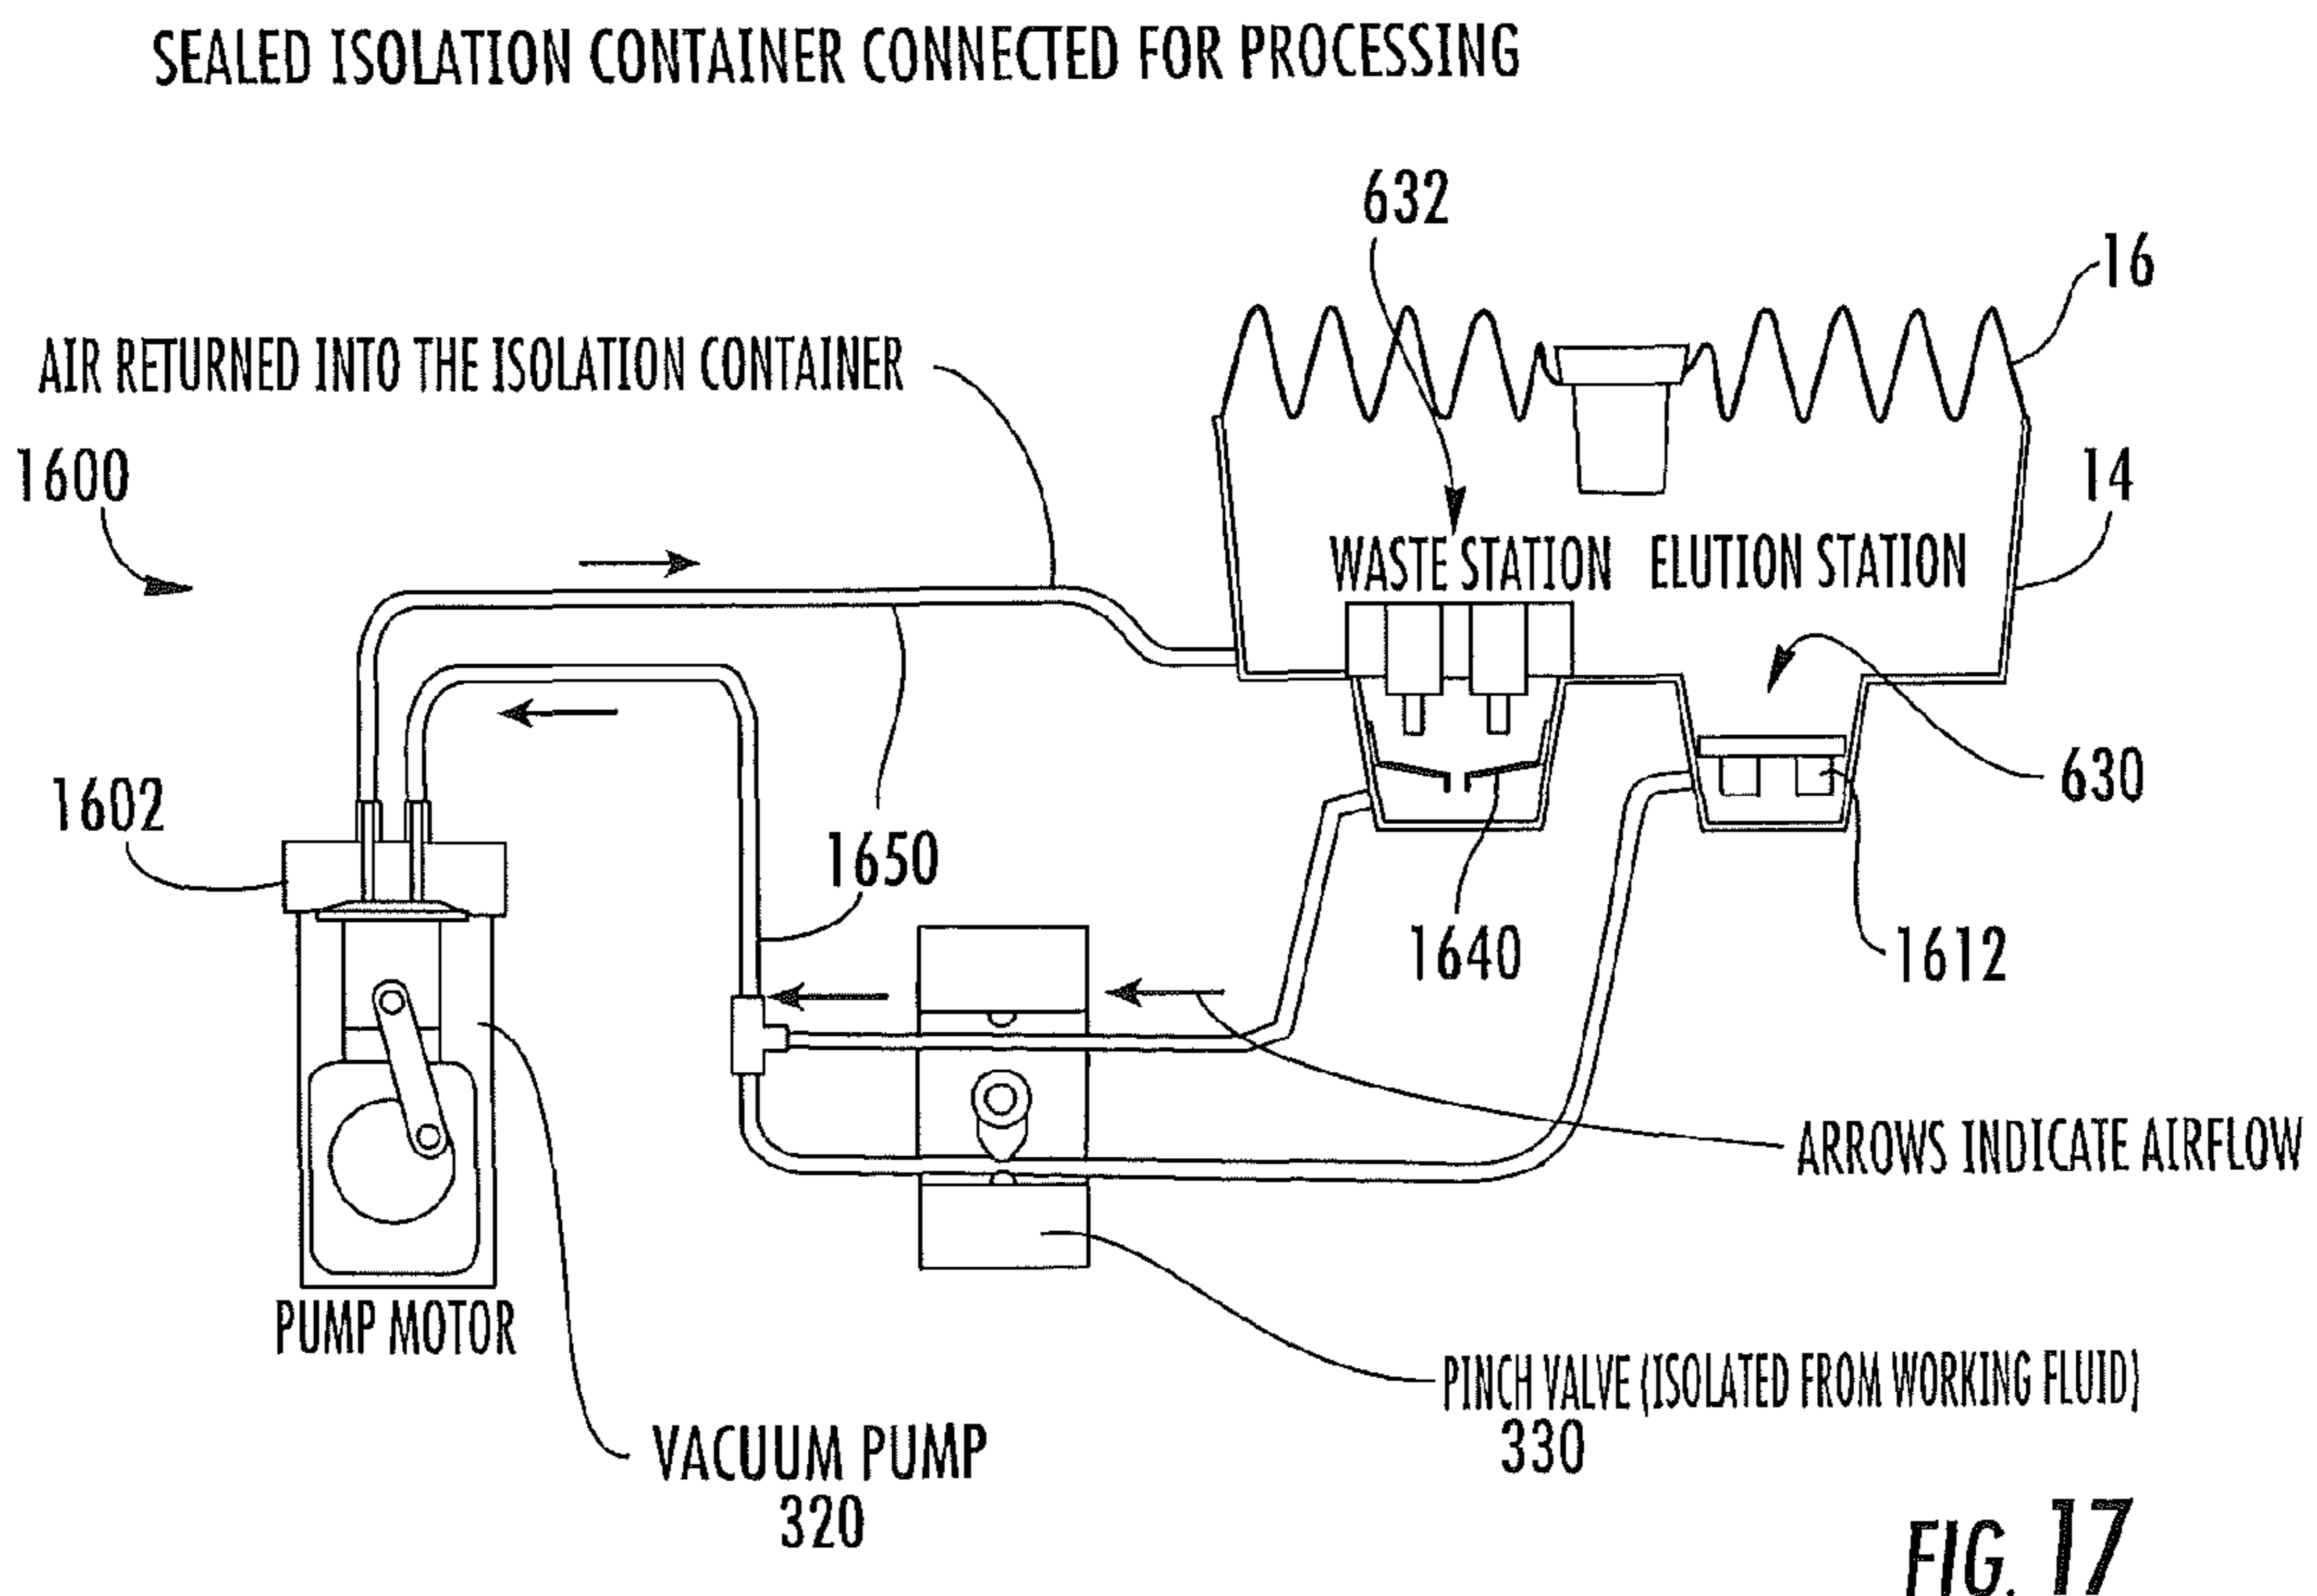 SEALED ISOLATION CONTAINER CONNECTED FOR PROCESSING
632
16
AIR RETURNED INTO THE ISOLATION CONTAINER
1600
14
WASTE STATION
ELUTION STATION
1602
630
1650
1640
1612
ARROWS INDICATE AIRFLOW
PUMP MOTOR
PINCH VALVE (ISOLATED FROM WORKING FLUID)
330
VACUUM PUMP
320
FIG. 17